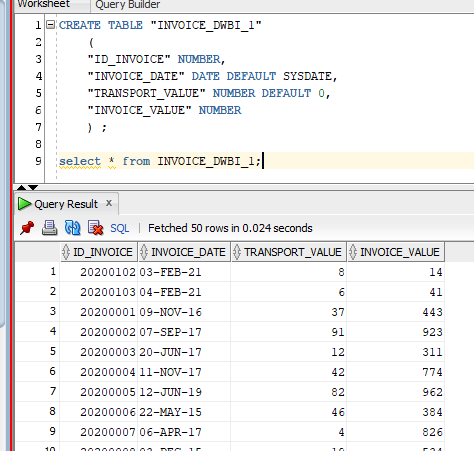 Worksheet Query Builder
1 CREATE TABLE "INVOICE_DWBI_1"
2 (
3 "ID_INVOICE" NUMBER,
4 "INVOICE_DATE" DATE DEFAULT SYSDATE,
5 "TRANSPORT_VALUE" NUMBER DEFAULT 0,
6 "INVOICE_VALUE" NUMBER
7 ) ;
8
9 select * from INVOICE_DWBI_1;
Query Result x
SQL | Fetched 50 rows in 0.024 seconds
ID_INVOICE INVOICE_DATE TRANSPORT_VALUE INVOICE_VALUE
1 20200102 03-FEB-21 8 14
2 20200103 04-FEB-21 6 41
3 20200001 09-NOV-16 37 443
4 20200002 07-SEP-17 91 923
5 20200003 20-JUN-17 12 311
6 20200004 11-NOV-17 42 774
7 20200005 12-JUN-19 82 962
8 20200006 22-MAY-15 46 384
9 20200007 06-APR-17 4 826